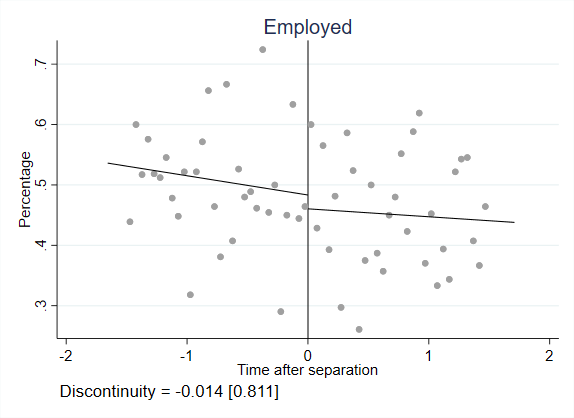 Employed
Percentage
.7
.6
.5
.4
.3
-2 -1 0 1 2
Time after separation
Discontinuity = -0.014 [0.811]